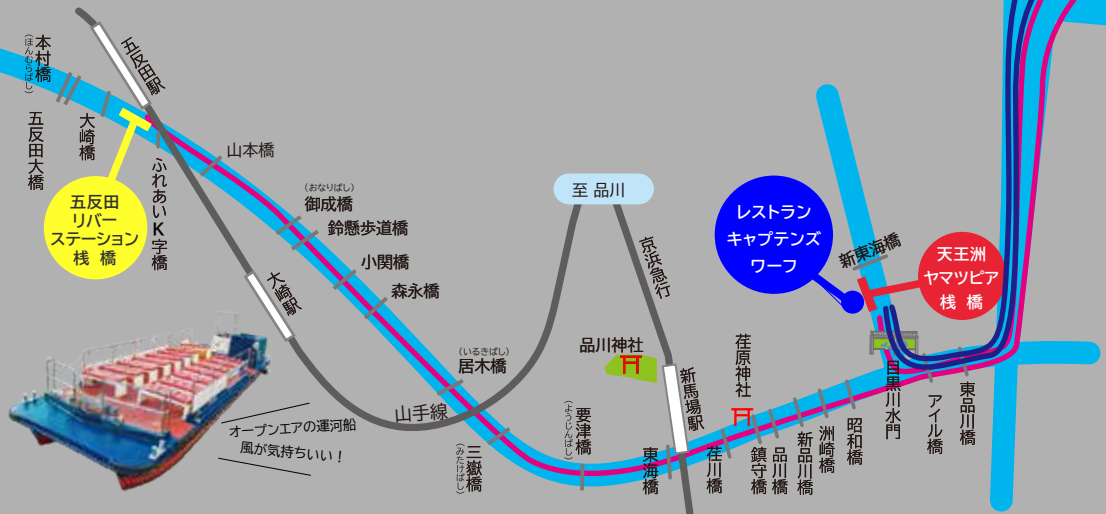 本村橋
(ほんむらばし)
五反田大橋
大崎橋
五反田駅
五反田
リバー
ステーション
桟 橋
ふれあいK字橋
山本橋
(おなりばし)
御成橋
鈴懸歩道橋
小関橋
森永橋
大崎駅
(いるきばし)
居木橋
山手線
オープンエアの運河船
風が気持ちいい!
三嶽橋
(みたけばし)
要津橋
(ようじんばし)
至 品川
京浜急行
品川神社
新馬場駅
東海橋
荏川橋
荏原神社
鎮守橋
品川橋
新品川橋
洲崎橋
昭和橋
レストラン
キャプテンズ
ワーフ
新東海橋
天王洲
ヤマツピア
桟 橋
目黒川水門
アイル橋
東品川橋